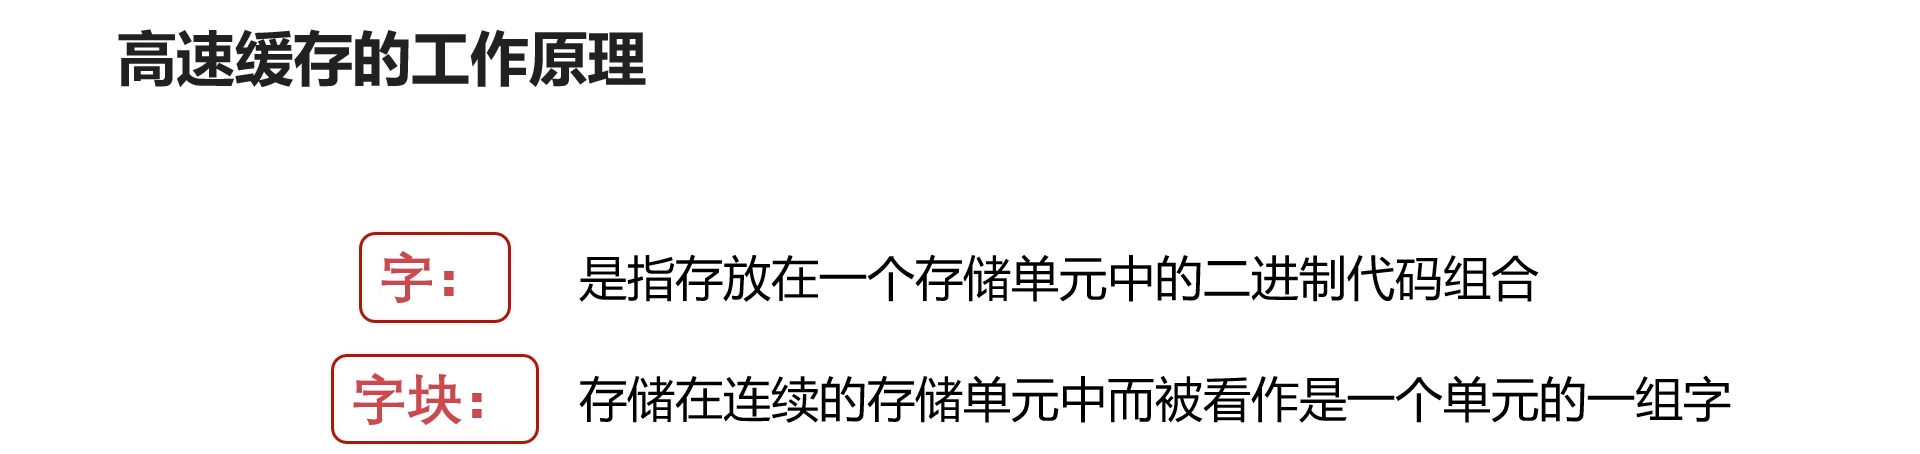 高速缓存的工作原理
字： 是指存放在一个存储单元中的二进制代码组合
字块： 存储在连续的存储单元中而被看作是一个单元的一组字